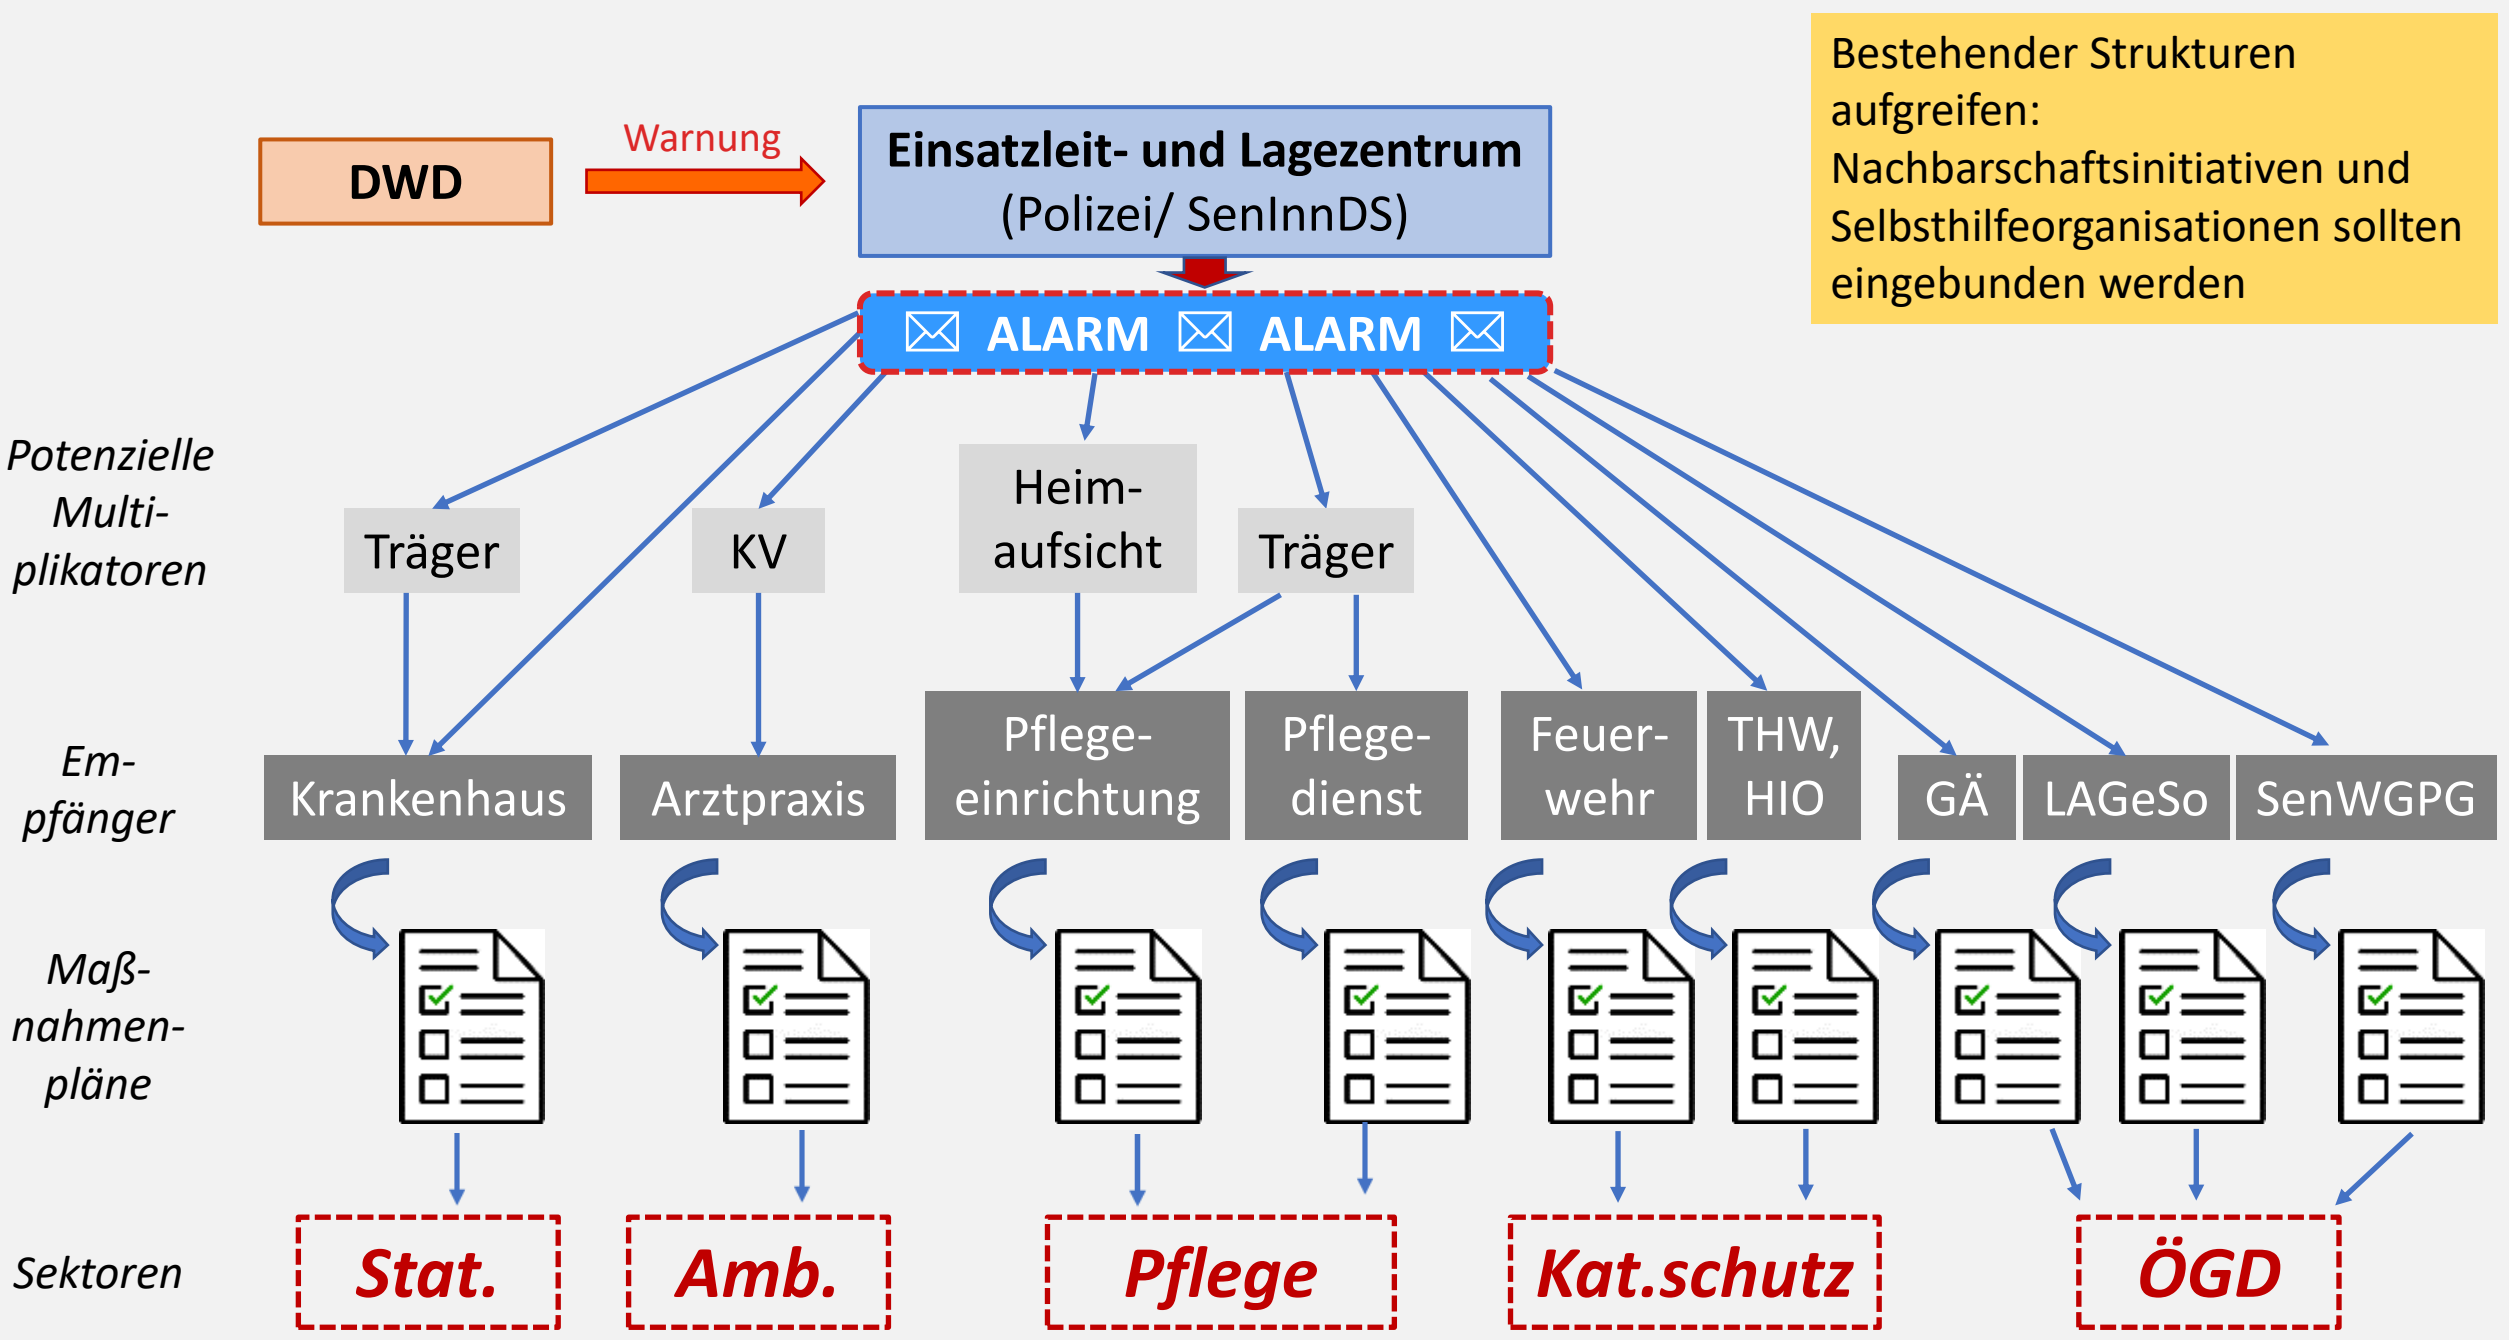 Bestehender Strukturen
aufgreifen:
Nachbarschaftsinitiativen und
Selbsthilfeorganisationen sollten
eingebunden werden
DWD
Warnung
Einsatzleit- und Lagezentrum
(Polizei/ SenInnDS)
ALARM ALARM
Potenzielle
Multi-
plikatoren
Träger
KV
Heim-
aufsicht
Träger
Em-
pfänger
Krankenhaus
Arztpraxis
Pflege-
einrichtung
Pflege-
dienst
Feuer-
wehr
THW,
HIO
GÄ
LAGeSo
SenWGPG
Maß-
nahmen-
pläne
Sektoren
Stat.
Amb.
Pflege
Kat.schutz
ÖGD